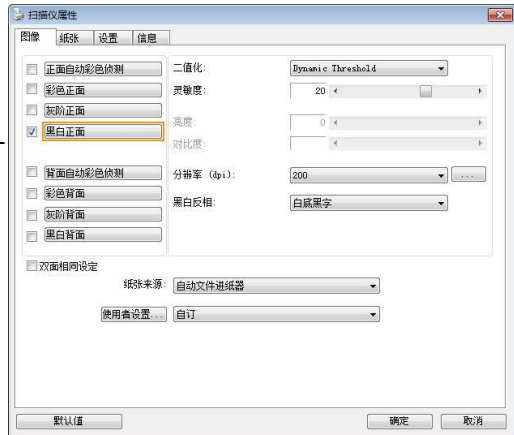 扫描仪属性
图像 纸张 设置 信息
正面自动彩色侦测 二值化: Dynamic Threshold
彩色正面 灵敏度: 20
灰阶正面
黑白正面 亮度: 0
对比度:
背面自动彩色侦测 分辨率 (dpi): 200 ...
彩色背面
灰阶背面 黑白反相: 白底黑字
黑白背面
双面相同设定
纸张来源: 自动文件进纸器
使用者设置... 自订
默认值 确定 取消